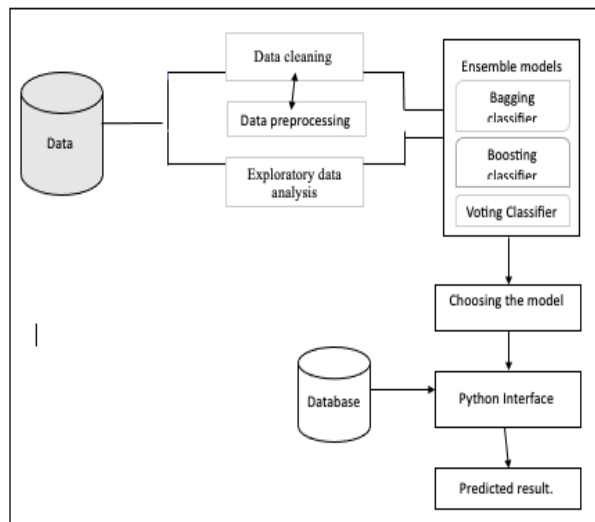 Data
Data cleaning
Data preprocessing
Exploratory data
analysis
Ensemble models
Bagging
classifier
Boosting
classifier
Voting Classifier
Choosing the model
Database
Python Interface
Predicted result.